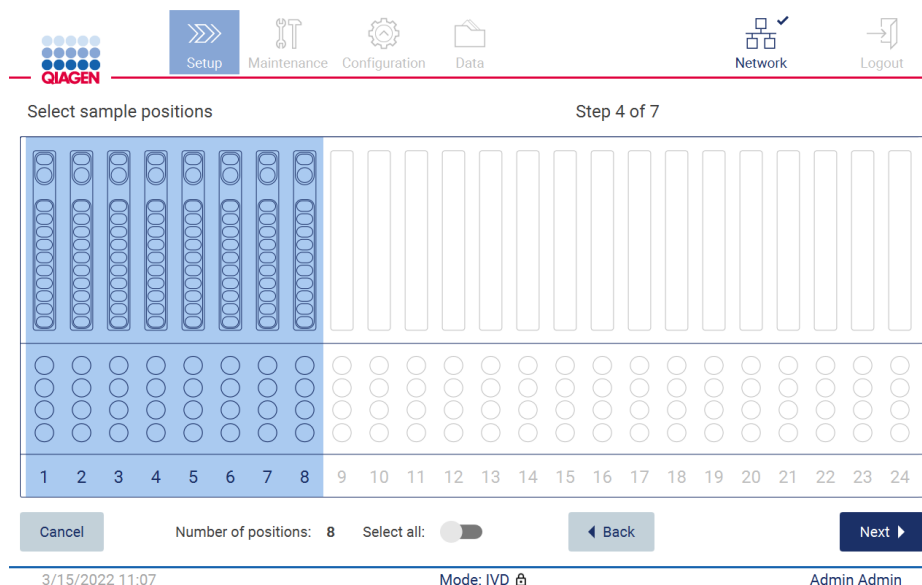 QIAGEN
Setup Maintenance Configuration Data Network Logout
Select sample positions Step 4 of 7
1 2 3 4 5 6 7 8 9 10 11 12 13 14 15 16 17 18 19 20 21 22 23 24
Cancel Number of positions: 8 Select all: Back Next
3/15/2022 11:07 Mode: IVD Admin Admin